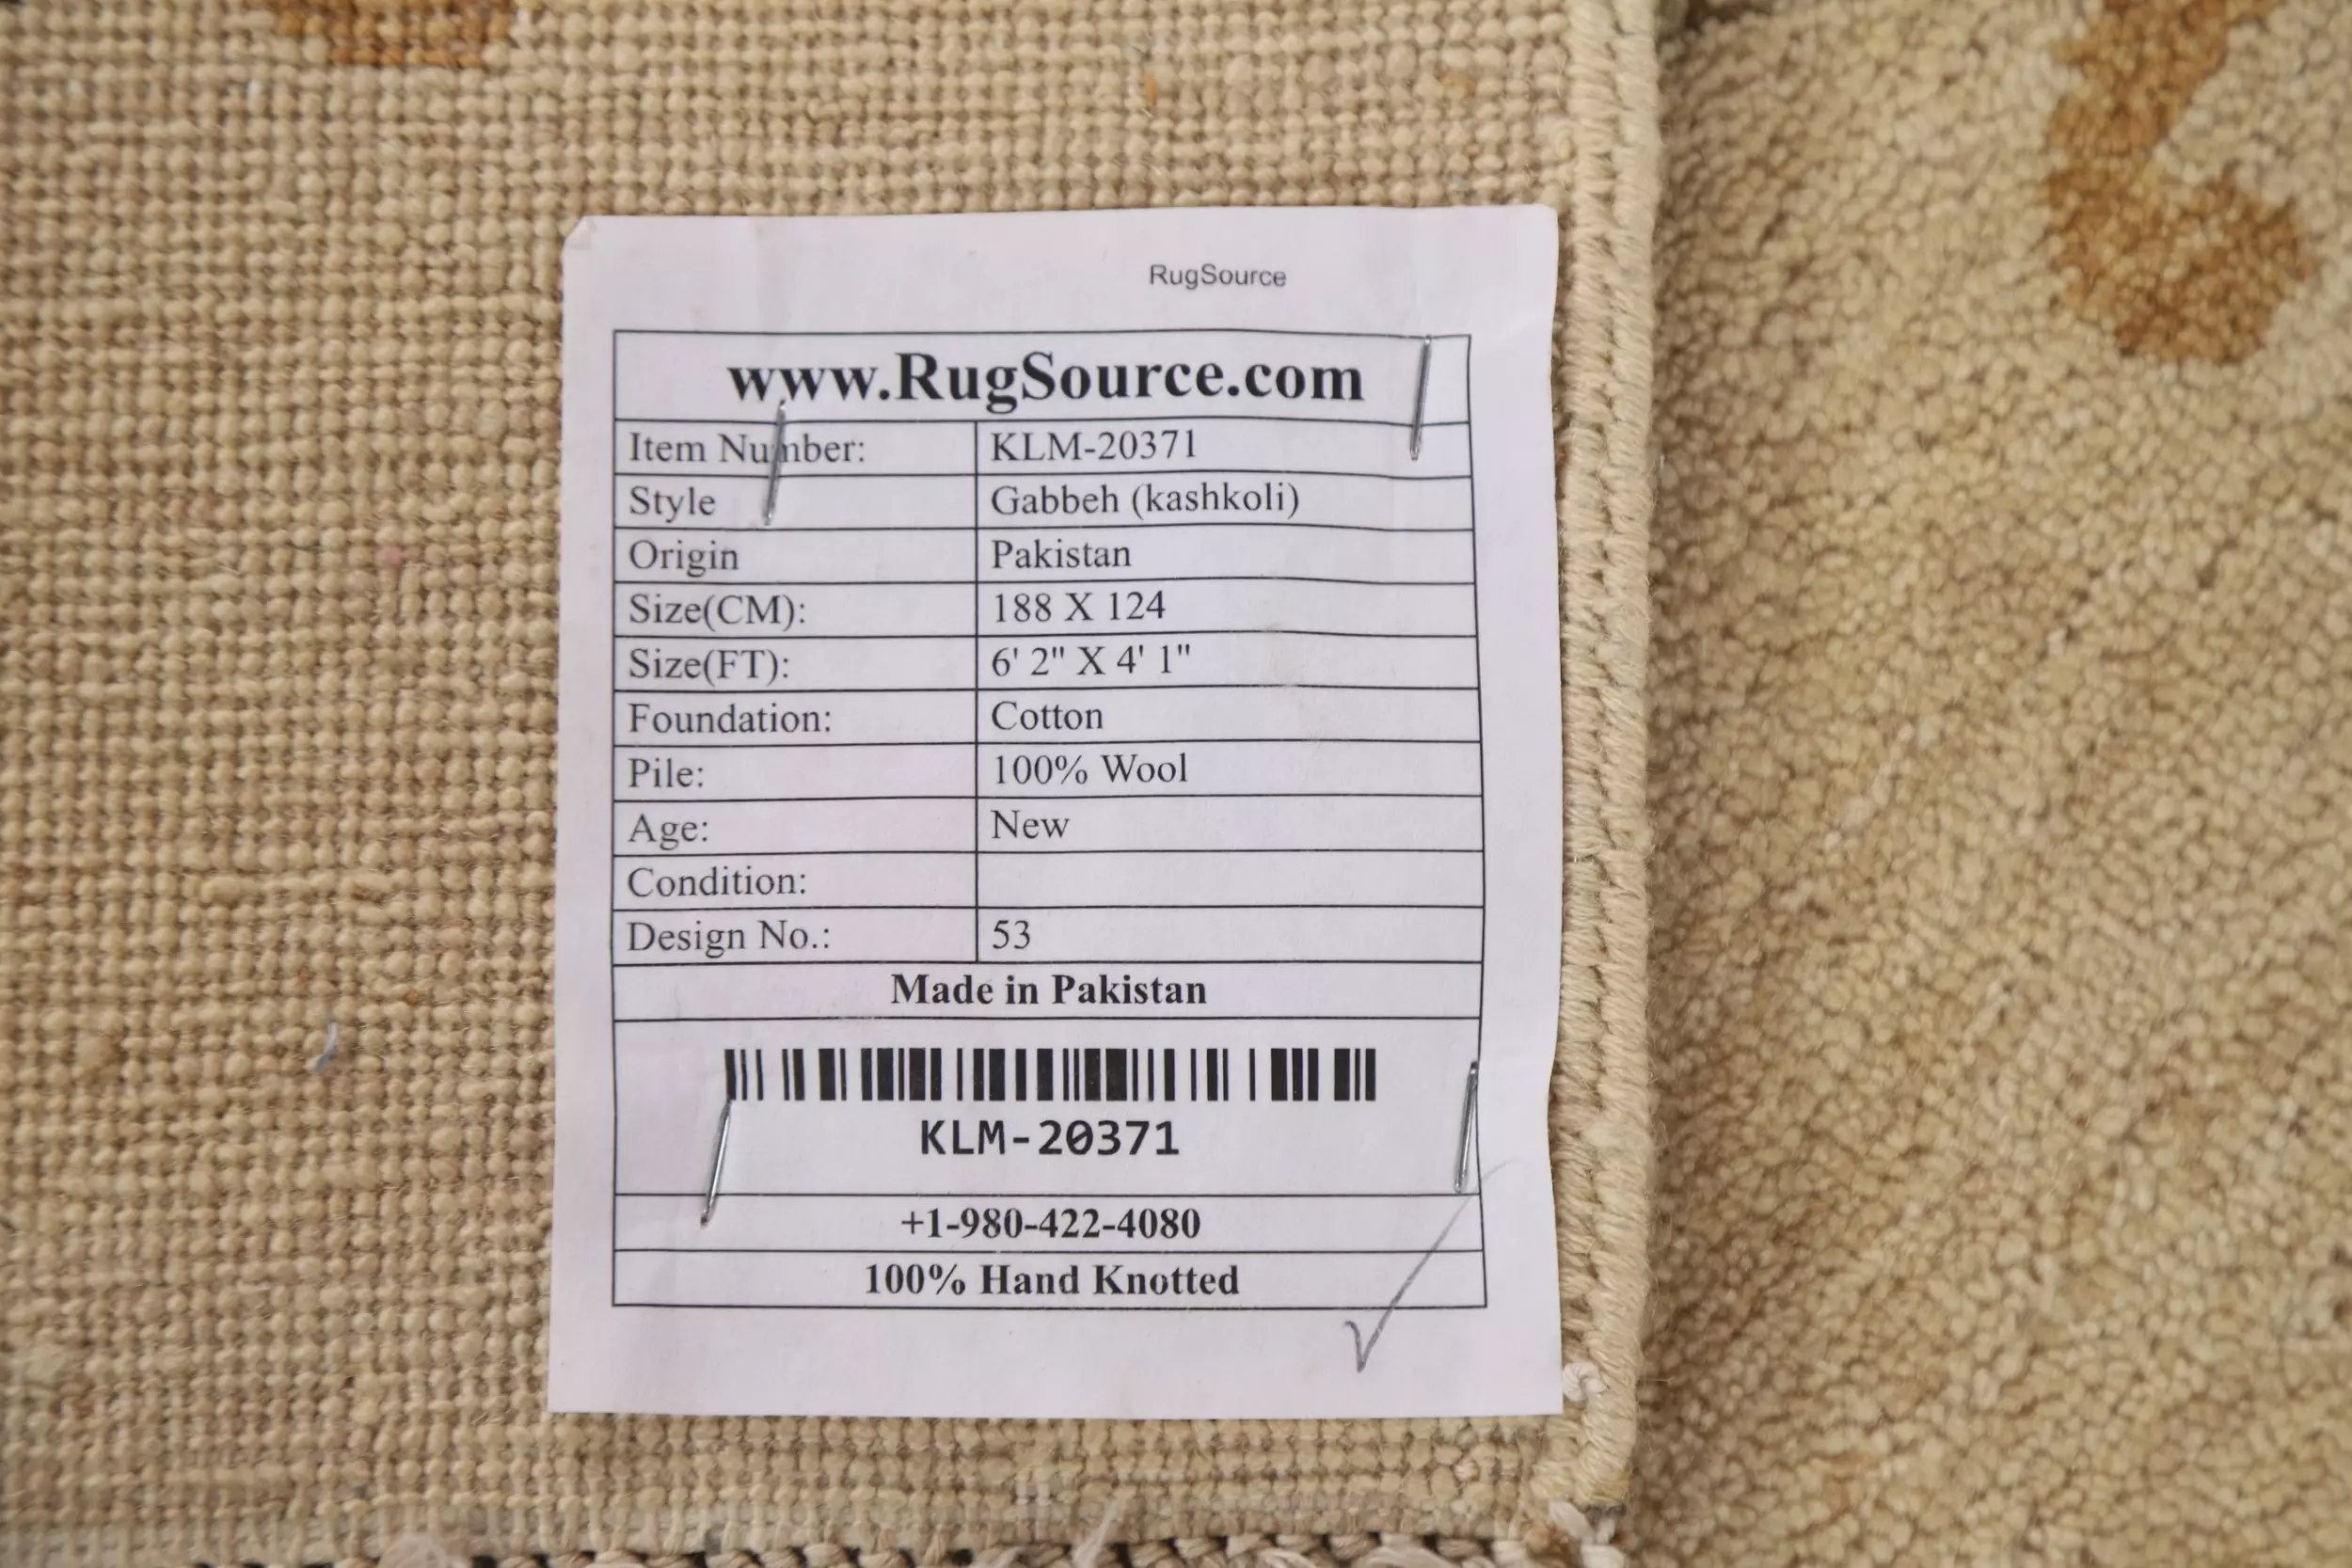 RugSource
www.RugSource.com
Item Number: KLM-20371
Style Gabbeh (kashkoli)
Origin Pakistan
Size(CM): 188 X 124
Size(FT): 6' 2" X 4' 1"
Foundation: Cotton
Pile: 100% Wool
Age: New
Condition:
Design No.: 53
Made in Pakistan
KLM-20371
+1-980-422-4080
100% Hand Knotted